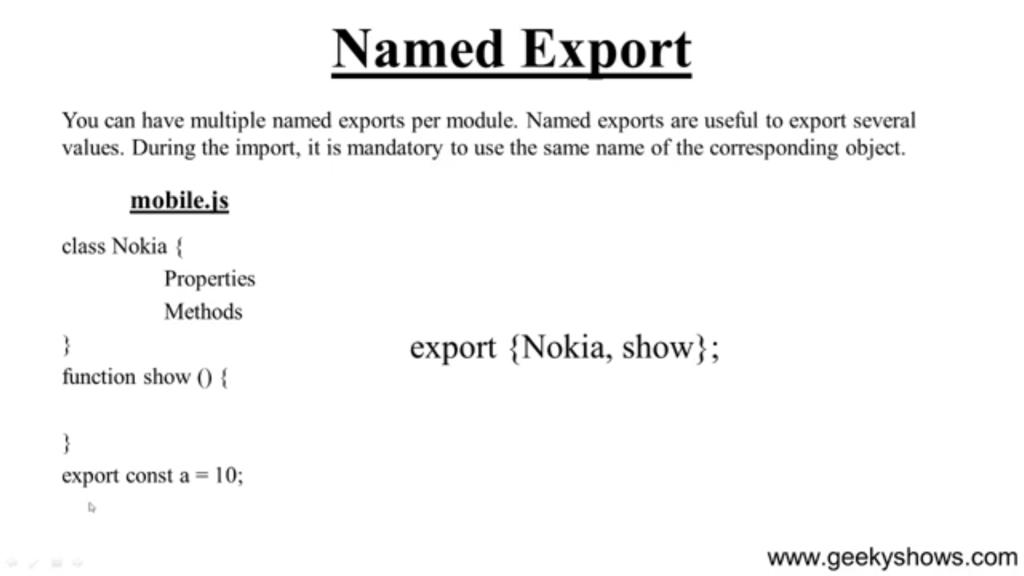 Named Export
You can have multiple named exports per module. Named exports are useful to export several
values. During the import, it is mandatory to use the same name of the corresponding object.
mobile.js
class Nokia {
Properties
Methods
}
function show () {
}
export const a = 10;
export {Nokia, show};
www.geekyshows.com